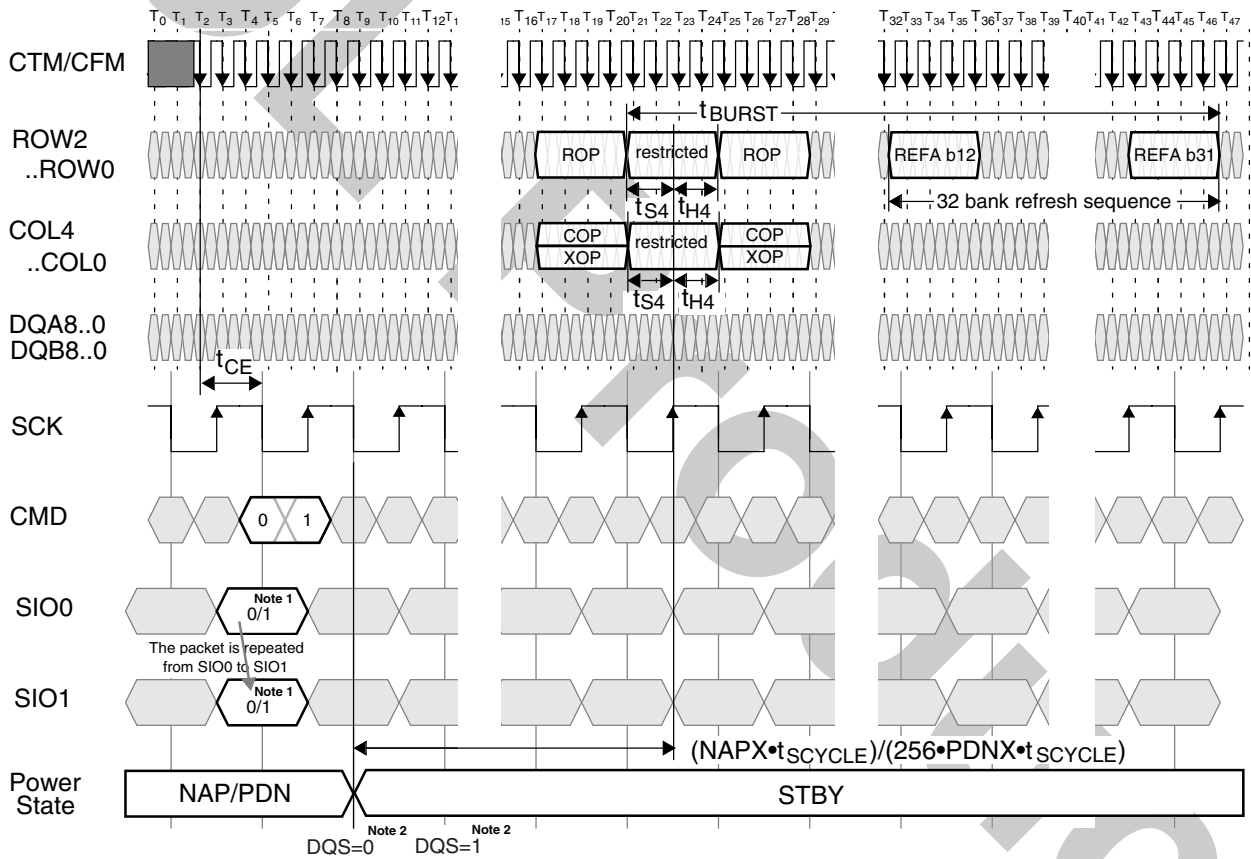 T0 T1 T2 T3 T4 T5 T6 T7 T8 T9 T10 T11 T12 T1 15 T16 T17 T18 T19 T20 T21 T22 T23 T24 T25 T26 T27 T28 T29 T32 T33 T34 T35 T36 T37 T38 T39 T40 T41 T42 T43 T44 T45 T46 T47
CTM/CFM
tBURST
ROW2
..ROW0
ROP restricted ROP REFA b12 REFA b31
tS4 tH4 32 bank refresh sequence
COL4
..COL0
COP restricted COP
XOP XOP
tS4 tH4
DQA8..0
DQB8..0
tCE
SCK
CMD
0 1
SIO0
Note 1
0/1
The packet is repeated
from SIO0 to SIO1
SIO1
Note 1
0/1
(NAPX•tSCYCLE)/(256•PDNX•tSCYCLE)
Power
State
NAP/PDN STBY
DQS=0 Note 2 DQS=1 Note 2